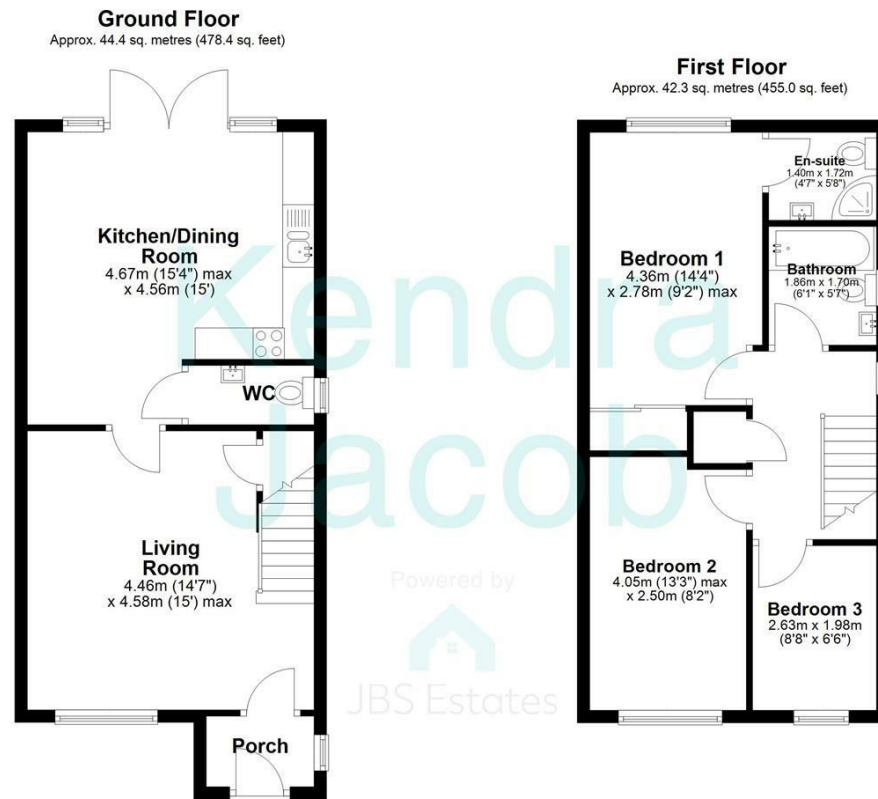 Ground Floor
Approx. 44.4 sq. metres (478.4 sq. feet)
Kitchen/Dining
Room
4.67m (15'4") max
x 4.56m (15')
WC
Living
Room
4.46m (14'7")
x 4.58m (15') max
Porch
First Floor
Approx. 42.3 sq. metres (455.0 sq. feet)
En-suite
1.40m x 1.72m
(4'7" x 5'8")
Bedroom 1
4.36m (14'4")
x 2.78m (9'2") max
Bathroom
1.86m x 1.70m
(6'1" x 5'7")
Bedroom 2
4.05m (13'3") max
x 2.50m (8'2")
Bedroom 3
2.63m x 1.98m
(8'8" x 6'6")
Kendra
Jacob
Powered by
JBS Estates